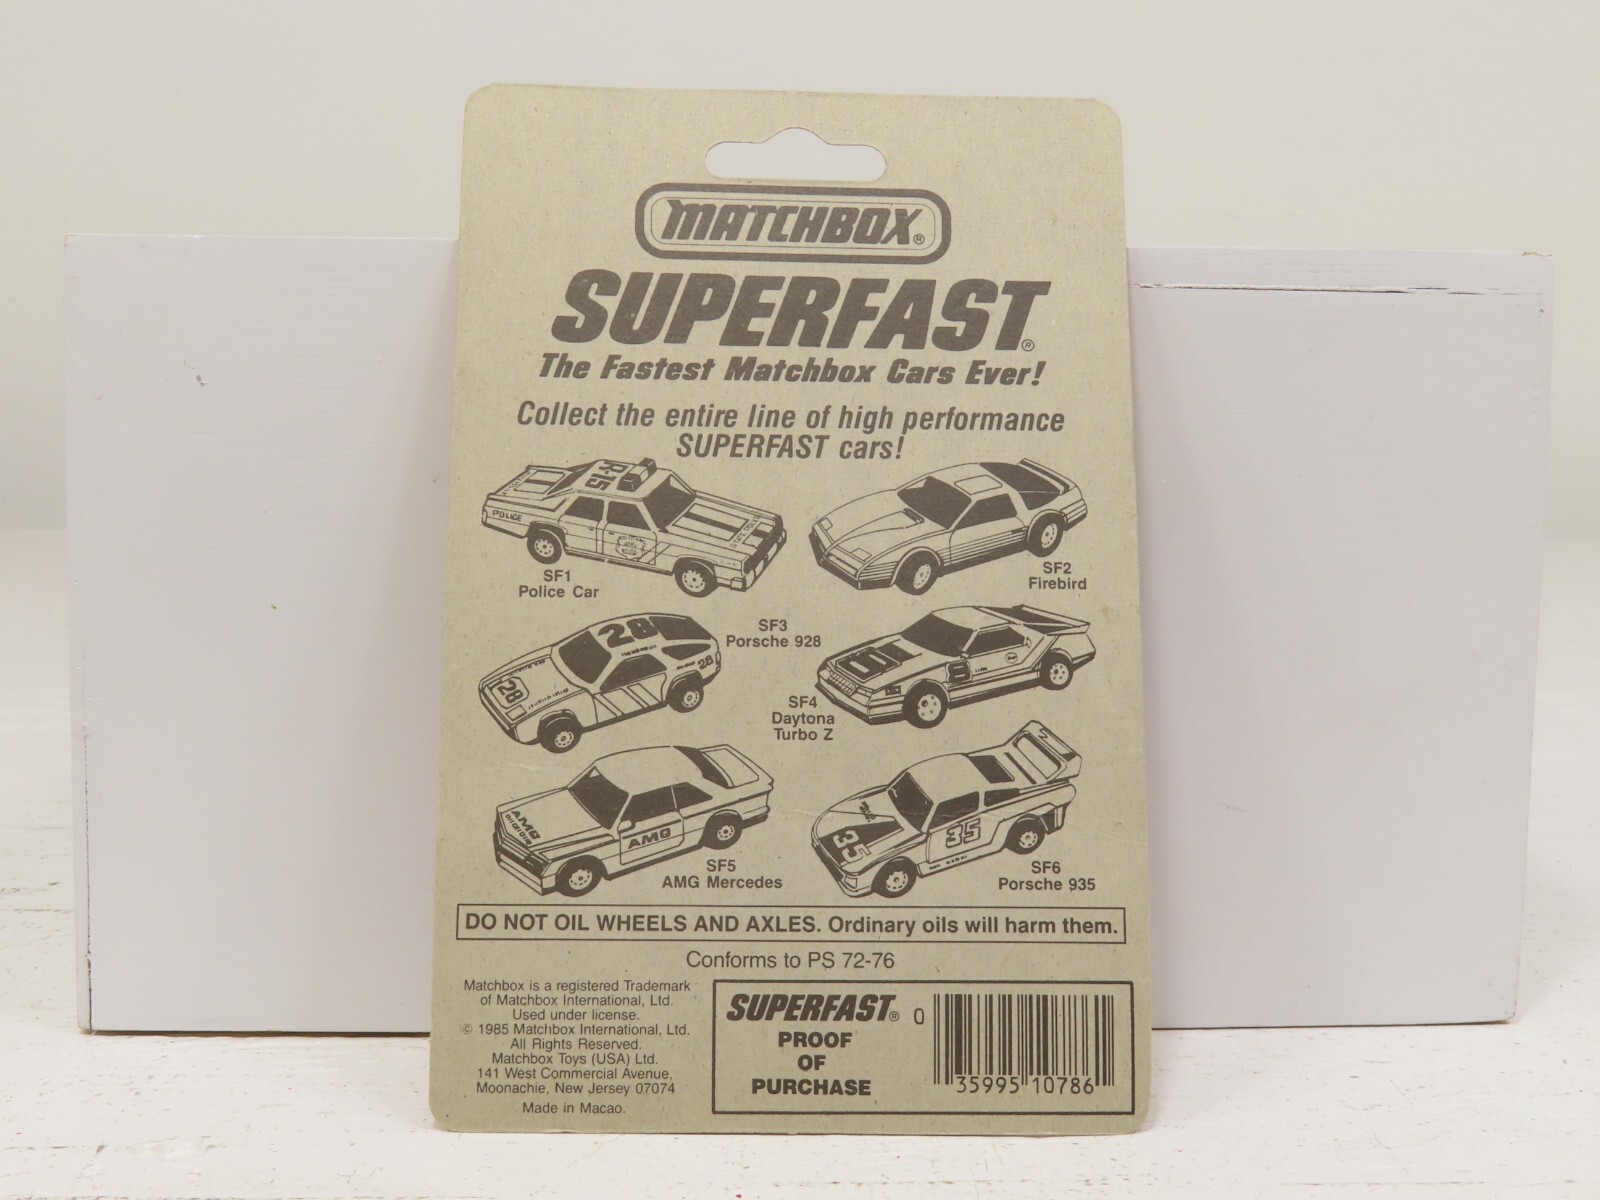 MATCHBOX®
SUPERFAST®
The Fastest Matchbox Cars Ever!
Collect the entire line of high performance
SUPERFAST cars!
R-15
POLICE
SF1
Police Car
SF2
Firebird
28
28
28
SF3
Porsche 928
8
8
SF4
Daytona
Turbo Z
AMG
AMG
SF5
AMG Mercedes
35
35
SF6
Porsche 935
DO NOT OIL WHEELS AND AXLES. Ordinary oils will harm them.
Conforms to PS 72-76
Matchbox is a registered Trademark
of Matchbox International, Ltd.
Used under license.
© 1985 Matchbox International, Ltd.
All Rights Reserved.
Matchbox Toys (USA) Ltd.
141 West Commercial Avenue,
Moonachie, New Jersey 07074
Made in Macao.
SUPERFAST®
PROOF
OF
PURCHASE
0 35995 10786